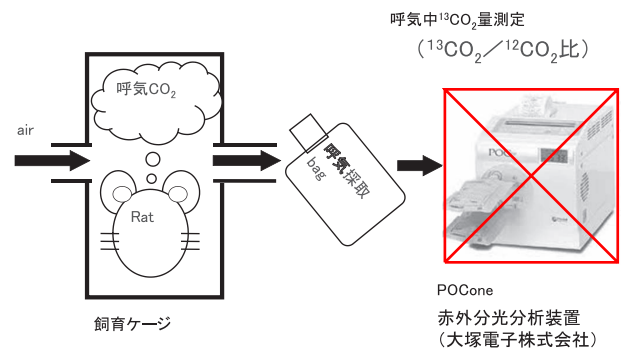 呼気中¹³CO₂量測定
（¹³CO₂／¹²CO₂比）
呼気CO₂
air
Rat
呼気採取
bag
飼育ケージ
POC
POCone
赤外分光分析装置
（大塚電子株式会社）